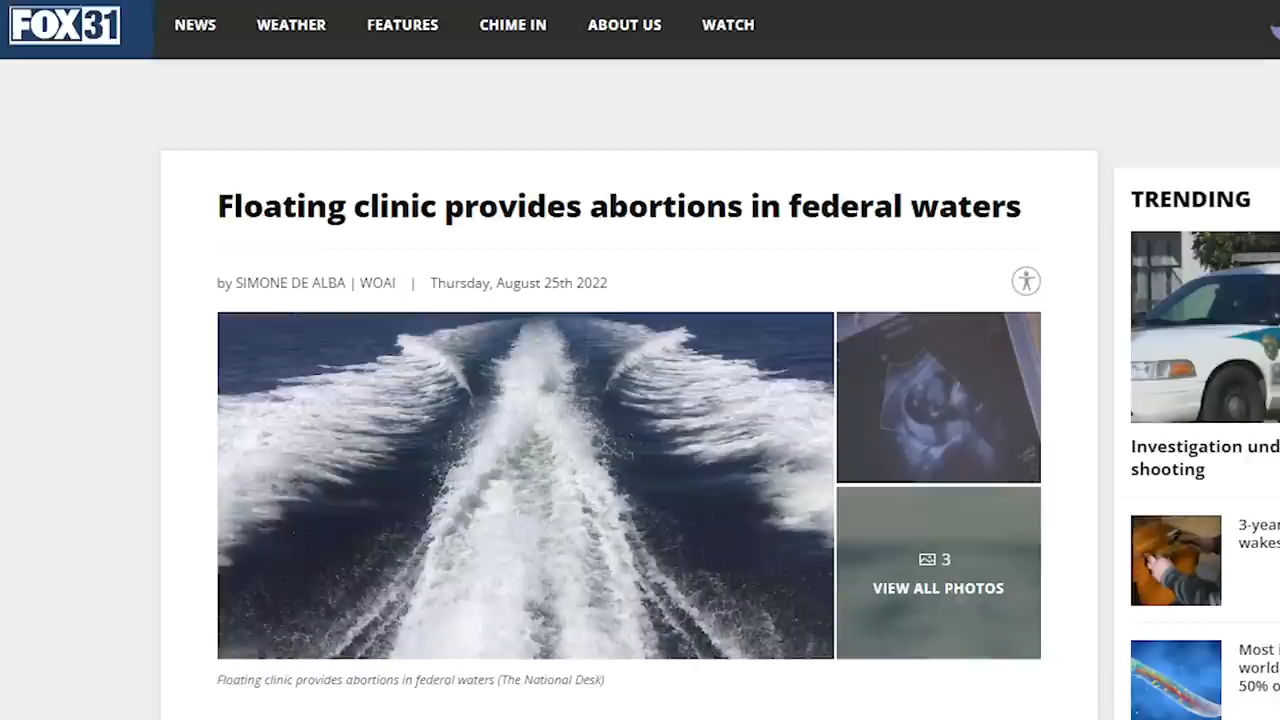 FOX 31
NEWS
WEATHER
FEATURES
CHIME IN
ABOUT US
WATCH
Floating clinic provides abortions in federal waters
by SIMONE DE ALBA | WOAI | Thursday, August 25th 2022
3
VIEW ALL PHOTOS
Floating clinic provides abortions in federal waters (The National Desk)
TRENDING
Investigation und
shooting
3-year
wakes
Most i
world
50% o